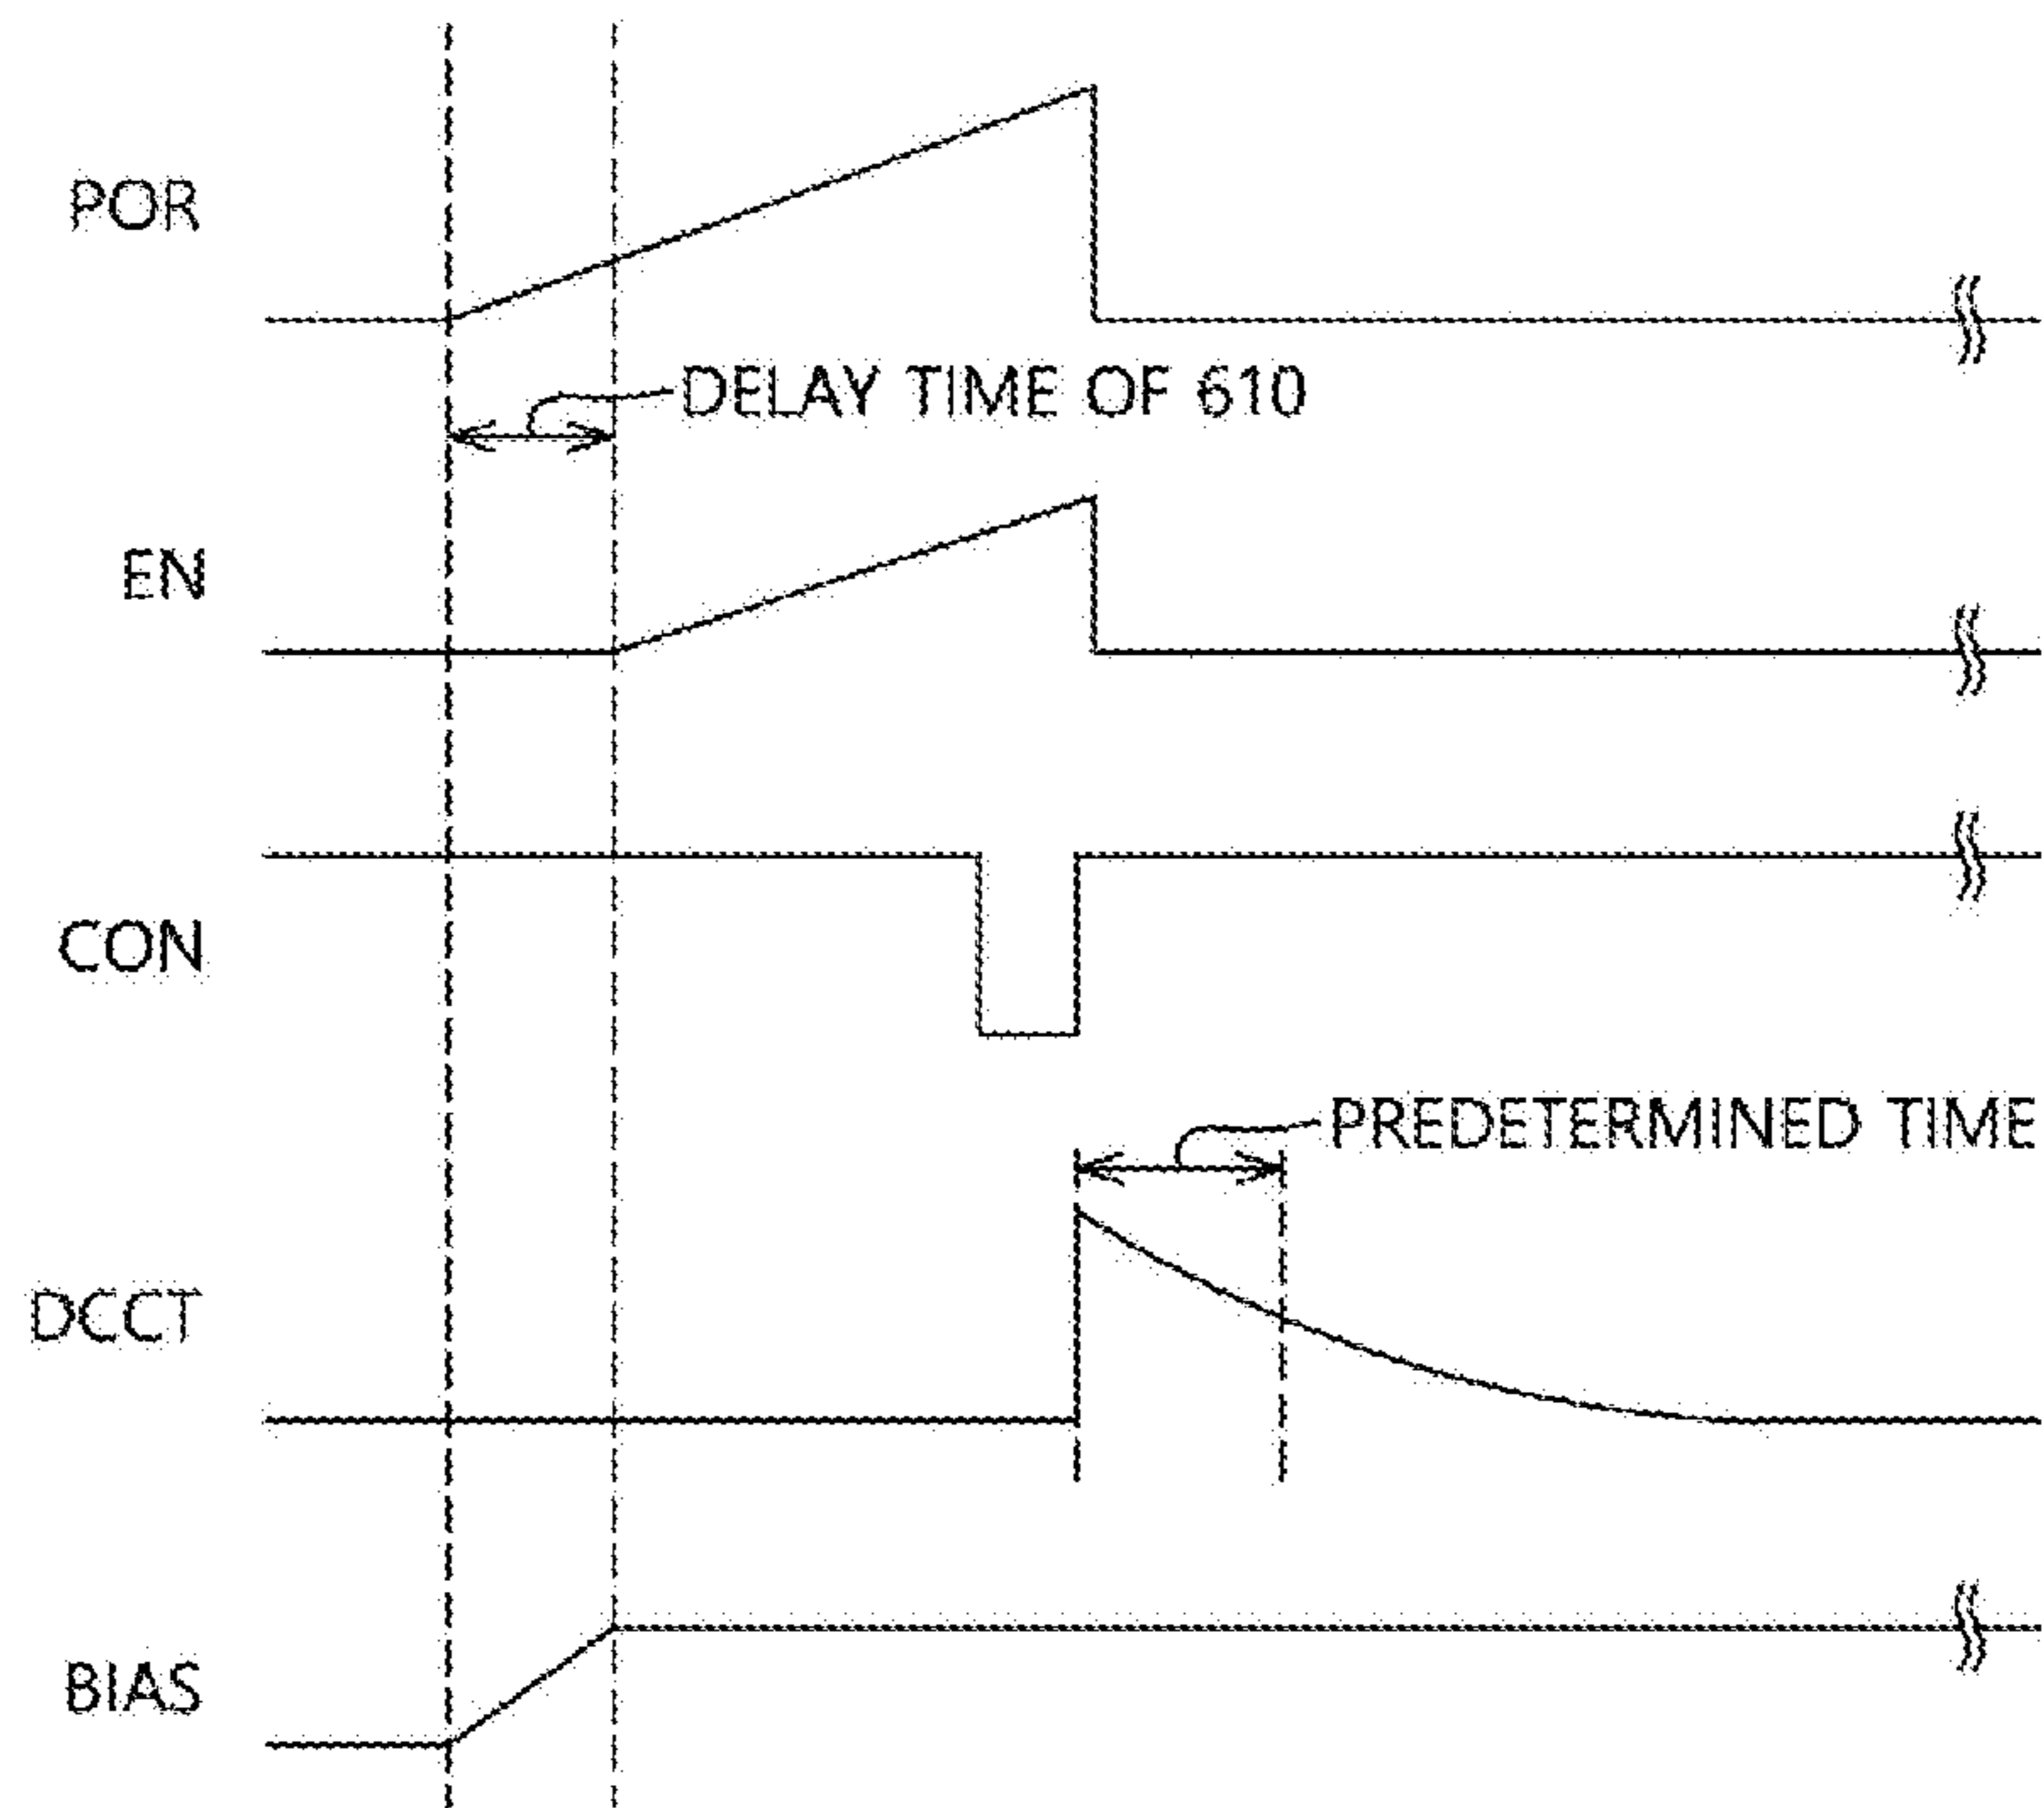 POR
DELAY TIME OF 610
EN
CON
PREDETERMINED TIME
DCCT
BIAS